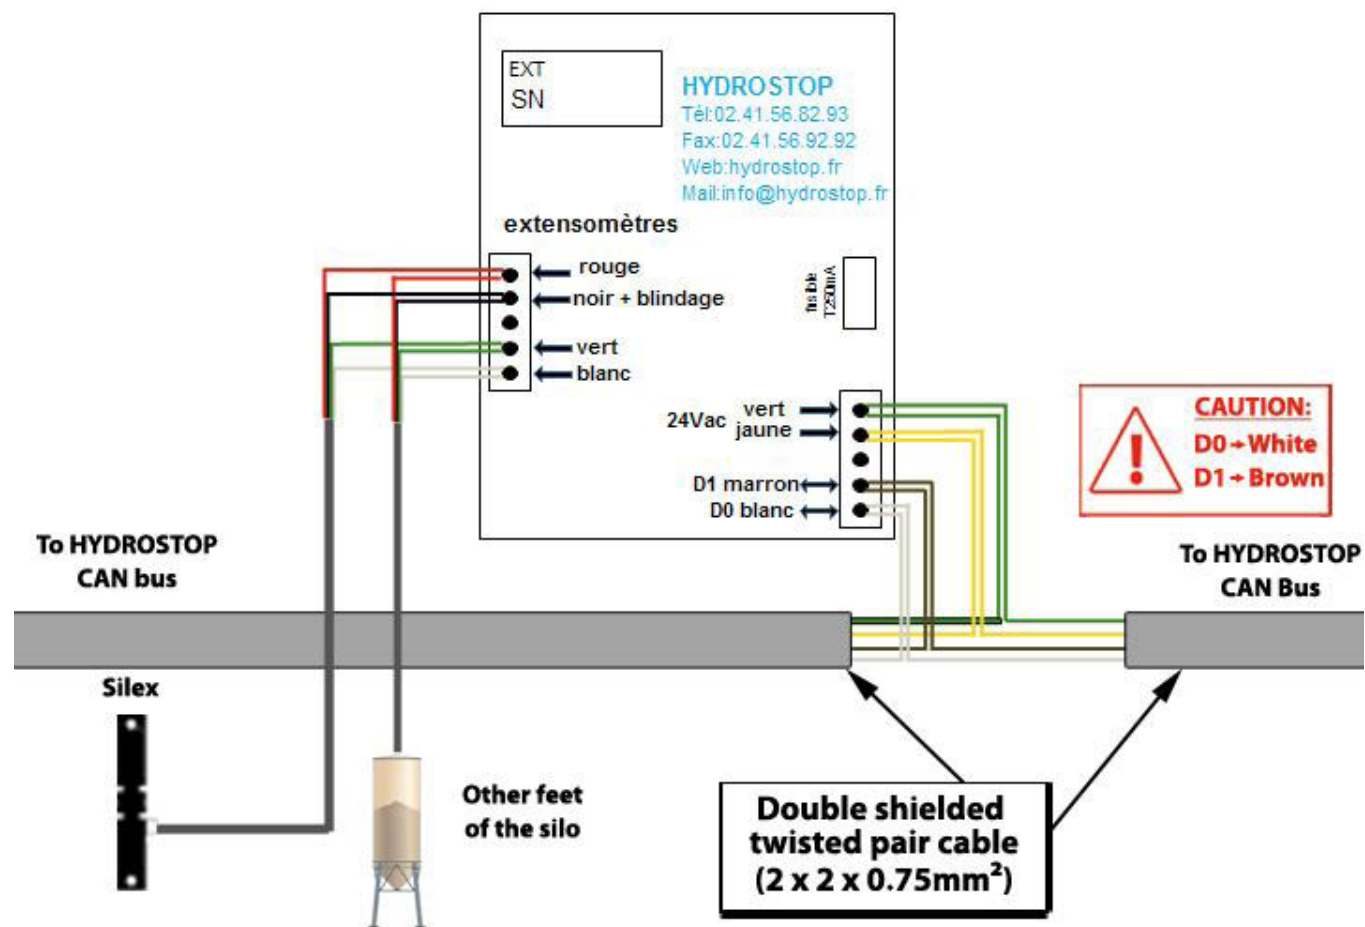 EXT
SN
HYDROSTOP
Tél:02.41.56.82.93
Fax:02.41.56.92.92
Web:hydrostop.fr
Mail:info@hydrostop.fr
extensomètres
rouge
noir + blindage
vert
blanc
fusible
T250mA
24Vac
vert
jaune
D1 marron
D0 blanc
CAUTION:
D0→White
D1→Brown
To HYDROSTOP
CAN bus
To HYDROSTOP
CAN Bus
Silex
Other feet
of the silo
Double shielded
twisted pair cable
(2 x 2 x 0.75mm²)